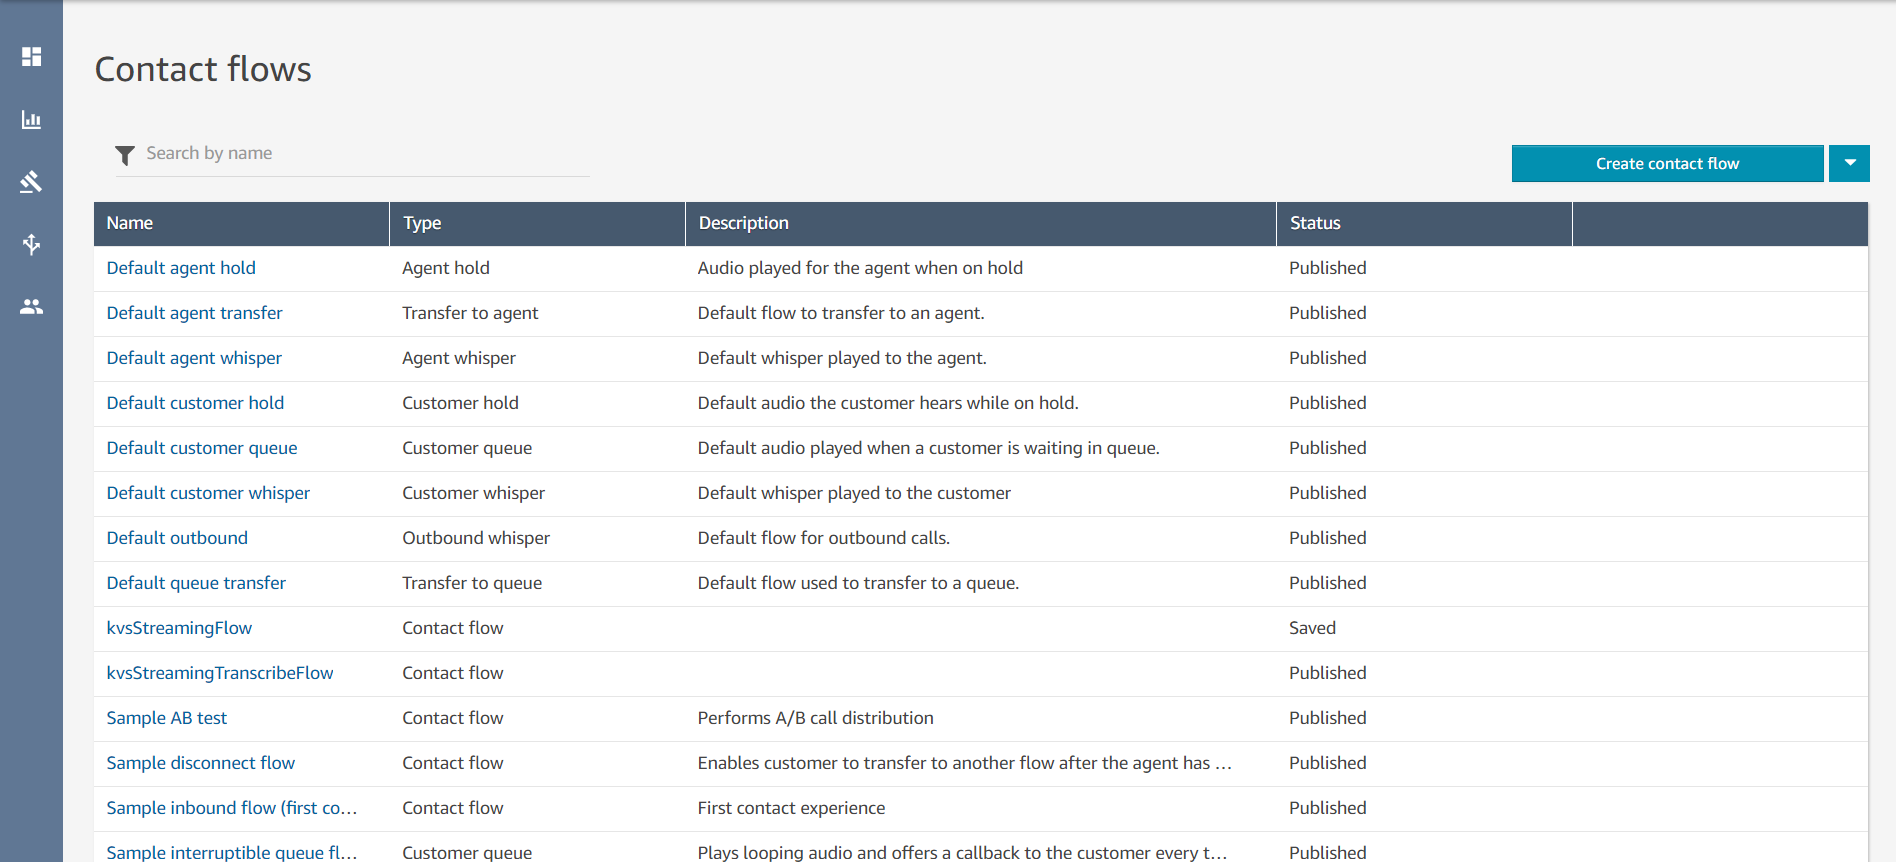 Contact flows
Search by name
Create contact flow
Name Type Description Status
Default agent hold Agent hold Audio played for the agent when on hold Published
Default agent transfer Transfer to agent Default flow to transfer to an agent. Published
Default agent whisper Agent whisper Default whisper played to the agent. Published
Default customer hold Customer hold Default audio the customer hears while on hold. Published
Default customer queue Customer queue Default audio played when a customer is waiting in queue. Published
Default customer whisper Customer whisper Default whisper played to the customer Published
Default outbound Outbound whisper Default flow for outbound calls. Published
Default queue transfer Transfer to queue Default flow used to transfer to a queue. Published
kvsStreamingFlow Contact flow Saved
kvsStreamingTranscribeFlow Contact flow Published
Sample AB test Contact flow Performs A/B call distribution Published
Sample disconnect flow Contact flow Enables customer to transfer to another flow after the agent has … Published
Sample inbound flow (first co… Contact flow First contact experience Published
Sample interruptible queue fl… Customer queue Plays looping audio and offers a callback to the customer every t… Published